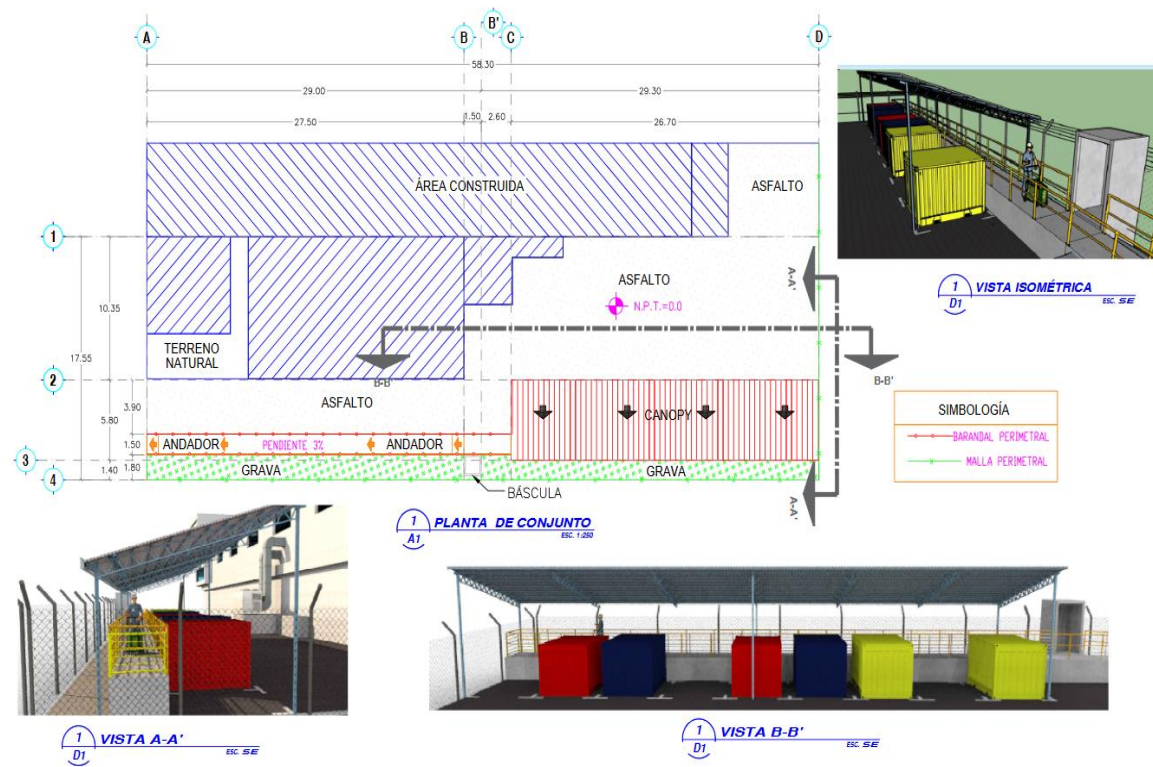 A
B
B'
C
D
58.30
29.00
29.30
27.50
1.50
2.60
26.70
ÁREA CONSTRUIDA
ASFALTO
1
10.35
17.55
ASFALTO
N.P.T.=0.0
A-A'
TERRENO
NATURAL
2
B-B'
B-B'
3.90
5.80
ASFALTO
CANOPY
1.50
ANDADOR
PENDIENTE 3%
ANDADOR
3
1.40
1.80
GRAVA
GRAVA
4
BÁSCULA
A-A'
1
A1
PLANTA DE CONJUNTO
ESC. 1:250
1
D1
VISTA ISOMÉTRICA
ESC. SE
SIMBOLOGÍA
BARANDAL PERIMETRAL
MALLA PERIMETRAL
1
D1
VISTA A-A'
ESC. SE
1
D1
VISTA B-B'
ESC. SE